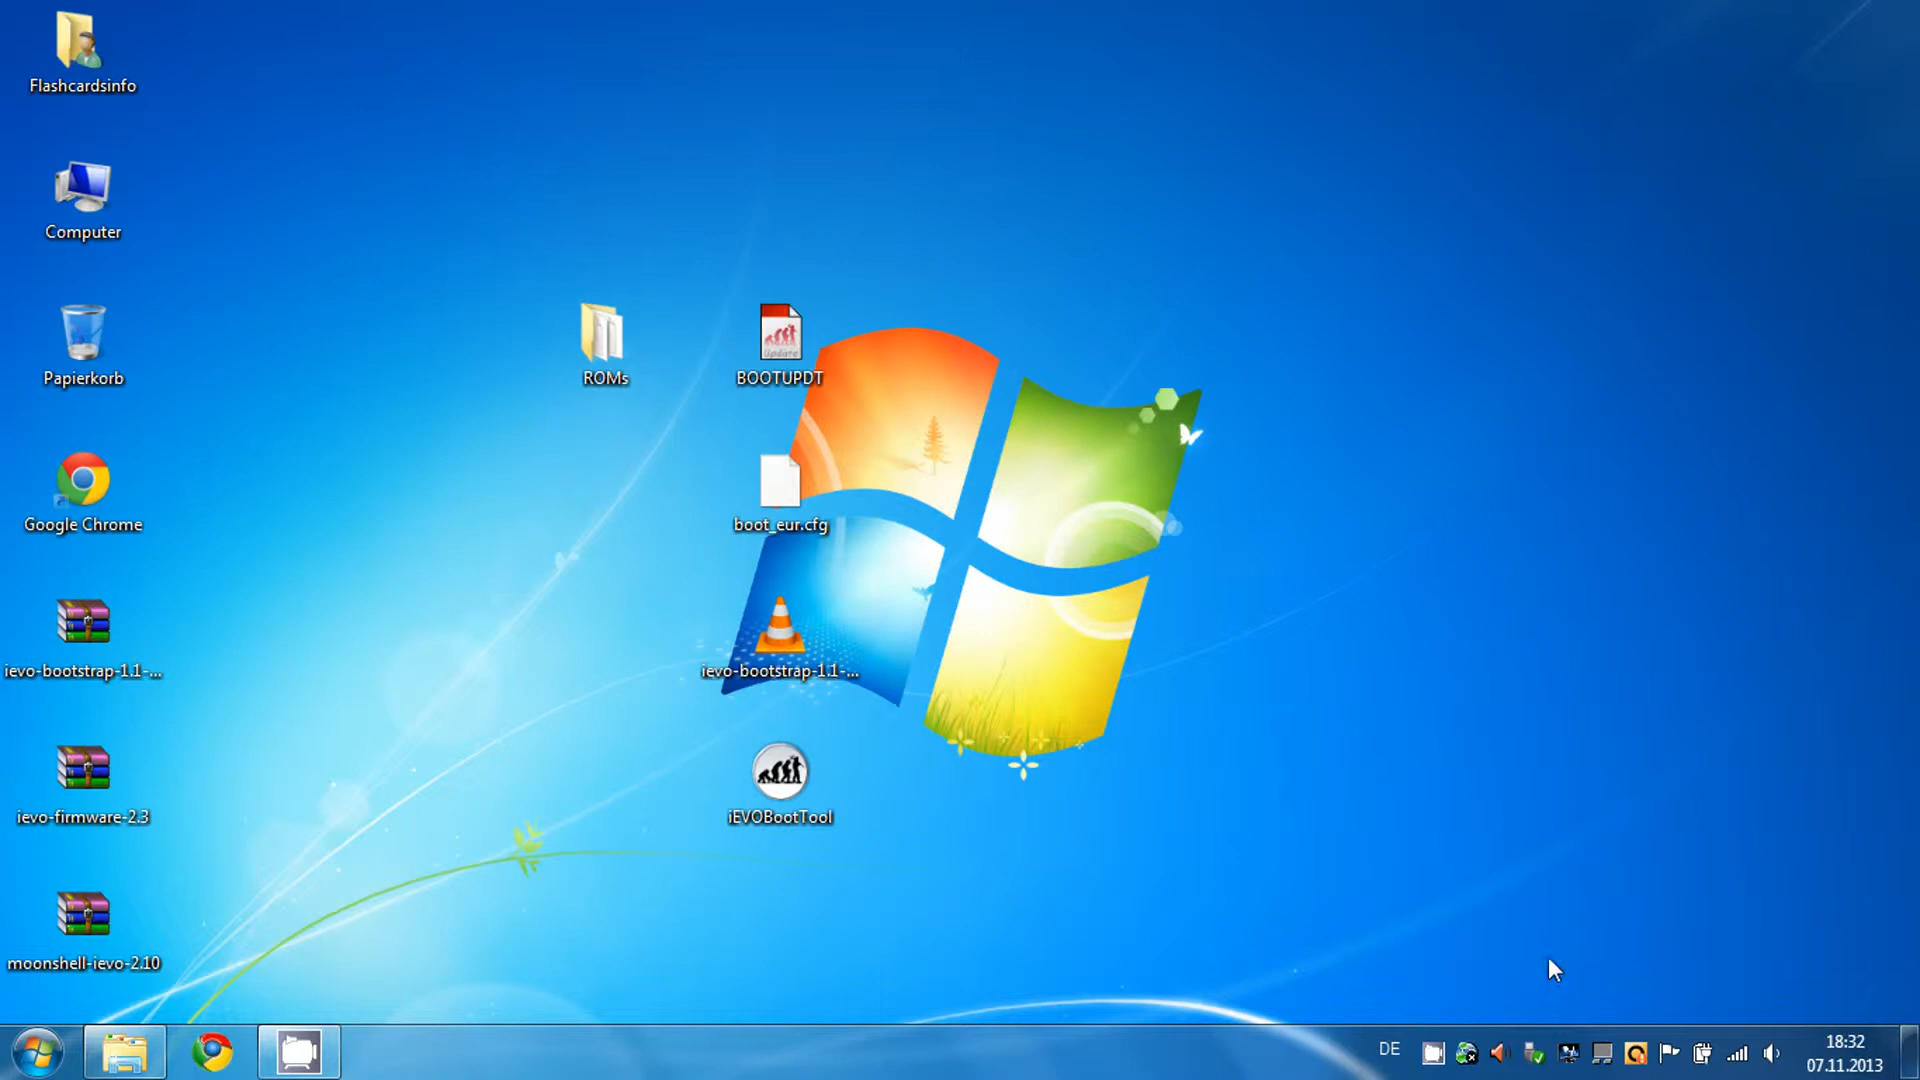 Flashcardsinfo
Computer
Papierkorb
ROMs
BOOTUPDT
Update
Google Chrome
boot_eur.cfg
ievo-bootstrap-1.1-...
ievo-bootstrap-1.1-...
ievo-firmware-2.3
iEVOBootTool
moonshell-ievo-2.10
DE
18:32
07.11.2013